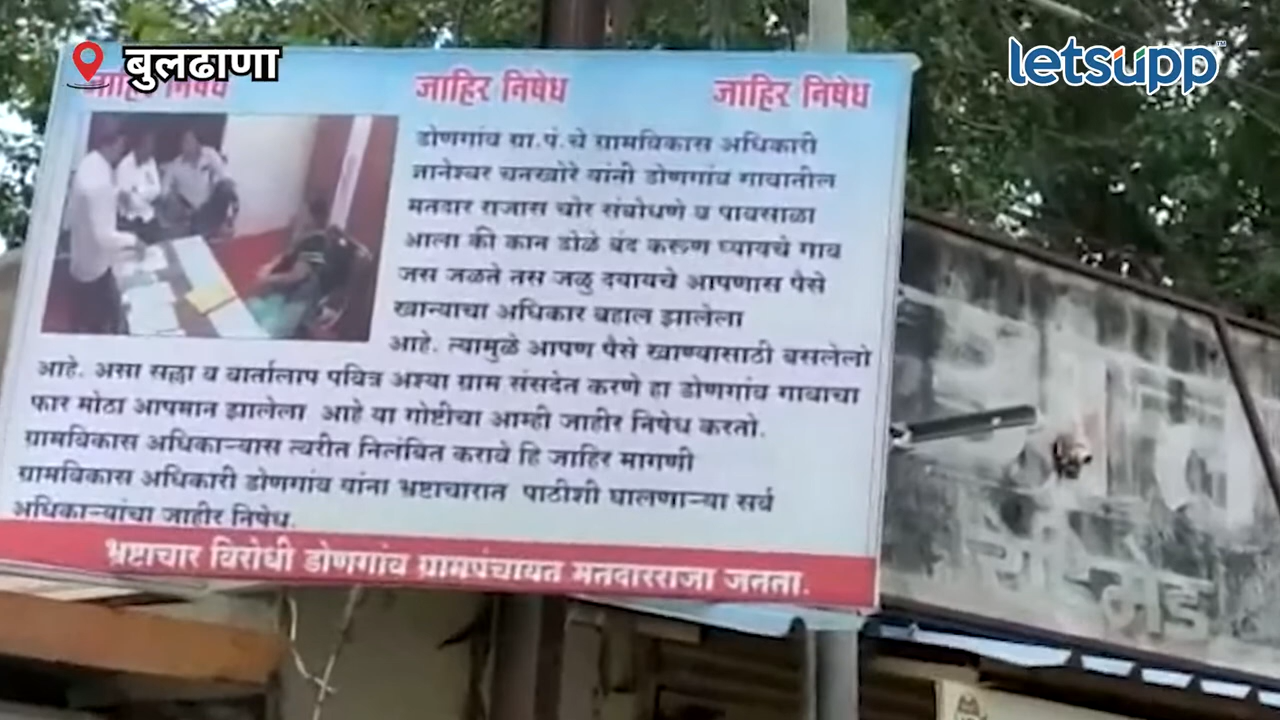 बुलढाणा
letsupp
जाहिर निषेध जाहिर निषेध जाहिर निषेध
डोणगांव ग्रा.पं.चे ग्रामविकास अधिकारी
ज्ञानेश्वर चनखोरे यांनी डोणगांव गावातील
मतदार राजास चोर संबोधणे व पावसाळा
आला की कान डोळे बंद करूण घ्यायचे गाव
जस जळते तस जळु दयायचे आपणास पैसे
खान्याचा अधिकार बहाल झालेला
आहे. त्यामुळे आपण पैसे खाण्यासाठी बसलेलो
आहे. असा सल्ला व वार्तालाप पवित्र अश्या ग्राम संसदेत करणे हा डोणगांव गावाचा
फार मोठा आपमान झालेला आहे या गोष्टीचा आम्ही जाहीर निषेध करतो.
ग्रामविकास अधिकाऱ्यास त्वरीत निलंबित करावे हि जाहिर मागणी
ग्रामविकास अधिकारी डोणगांव यांना भ्रष्टाचारात पाठीशी घालणाऱ्या सर्व
अधिकाऱ्यांचा जाहीर निषेध.
भ्रष्टाचार विरोधी डोणगांव ग्रामपंचायत मतदारराजा जनता.